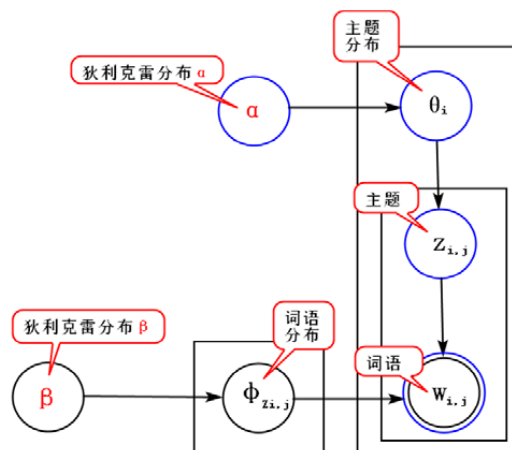 主题
分布
狄利克雷分布 α
α
θi
主题
Zi,j
狄利克雷分布 β
词语
分布
词语
β
ϕZi,j
Wi,j